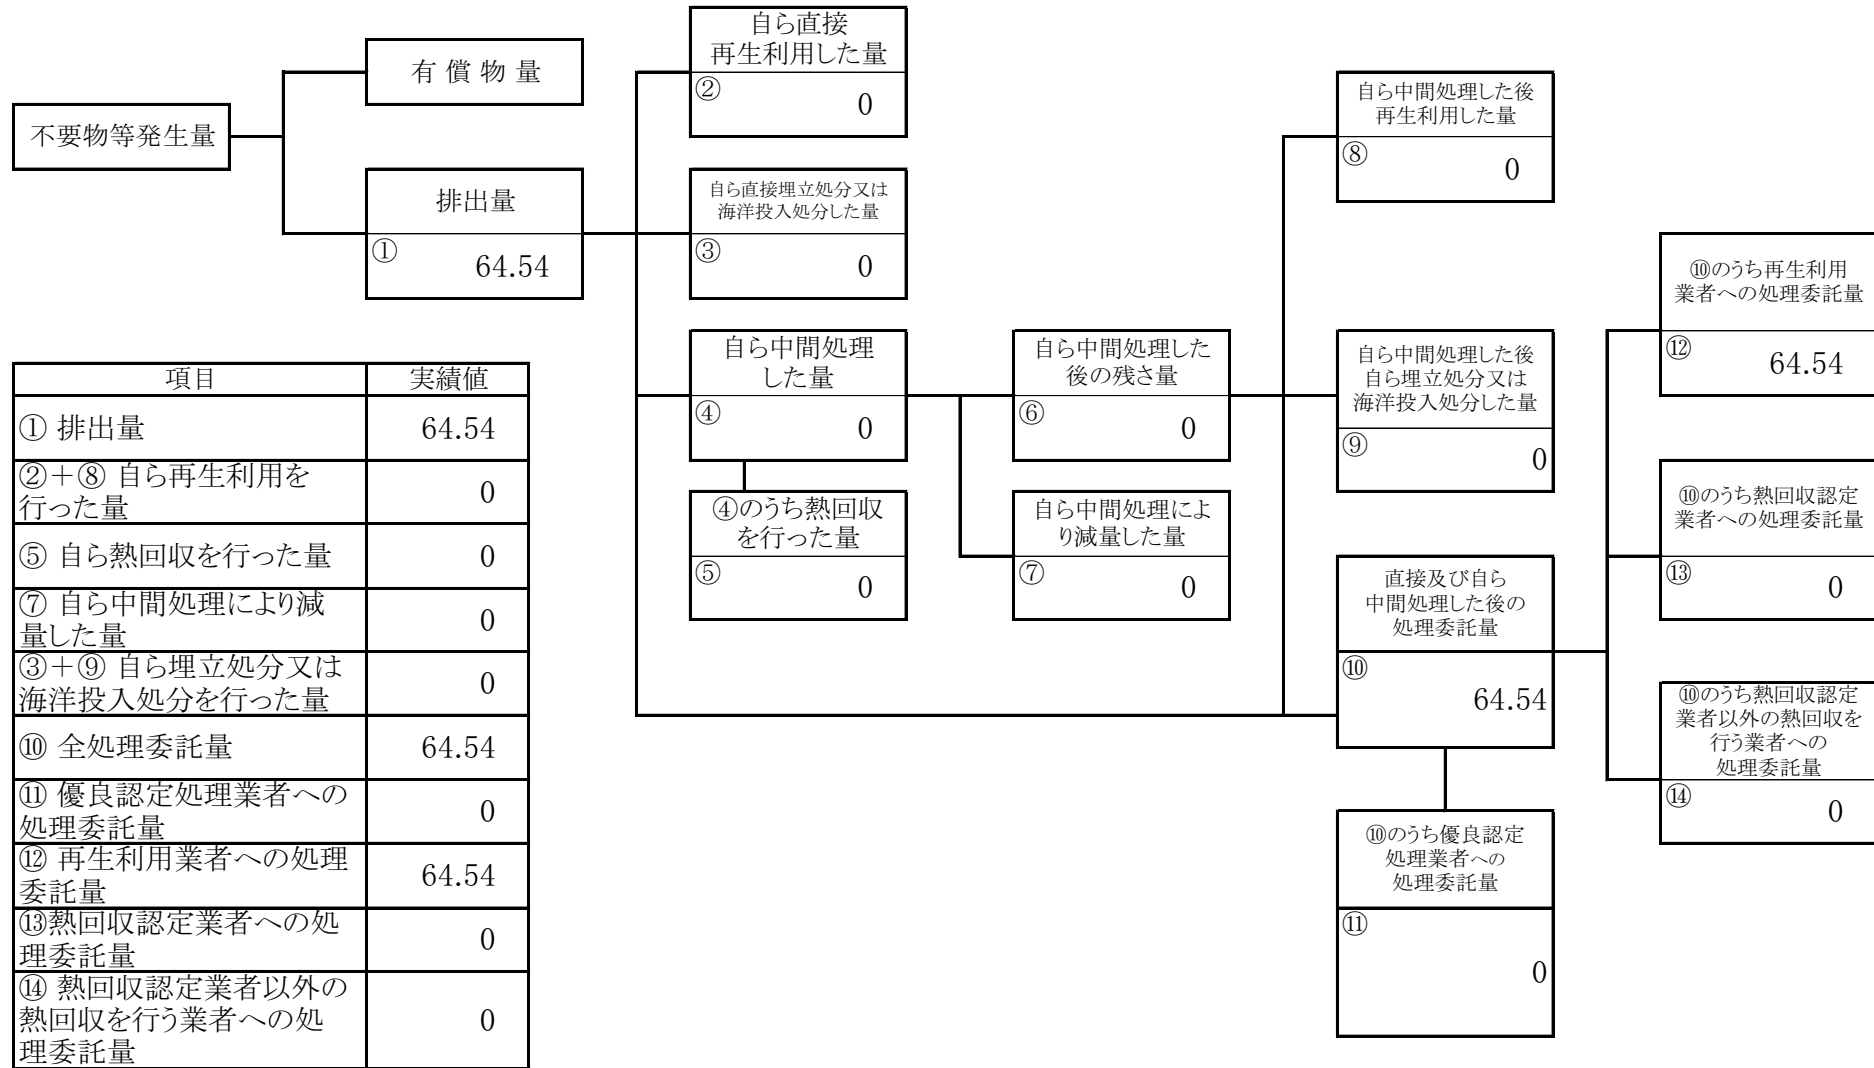 不要物等発生量
有 償 物 量
排出量
①
64.54
自ら直接
再生利用した量
②
0
自ら直接埋立処分又は
海洋投入処分した量
③
0
自ら中間処理
した量
④
0
④のうち熱回収
を行った量
⑤
0
自ら中間処理した
後の残さ量
⑥
0
自ら中間処理によ
り減量した量
⑦
0
自ら中間処理した後
再生利用した量
⑧
0
自ら中間処理した後
自ら埋立処分又は
海洋投入処分した量
⑨
0
直接及び自ら
中間処理した後の
処理委託量
⑩
64.54
⑩のうち優良認定
処理業者への
処理委託量
⑪
0
⑩のうち再生利用
業者への処理委託量
⑫
64.54
⑩のうち熱回収認定
業者への処理委託量
⑬
0
⑩のうち熱回収認定
業者以外の熱回収を
行う業者への
処理委託量
⑭
0
項目 実績値
① 排出量 64.54
②＋⑧ 自ら再生利用を
行った量 0
⑤ 自ら熱回収を行った量 0
⑦ 自ら中間処理により減
量した量 0
③＋⑨ 自ら埋立処分又は
海洋投入処分を行った量 0
⑩ 全処理委託量 64.54
⑪ 優良認定処理業者への
処理委託量 0
⑫ 再生利用業者への処理
委託量 64.54
⑬熱回収認定業者への処
理委託量 0
⑭ 熱回収認定業者以外の
熱回収を行う業者への処
理委託量 0